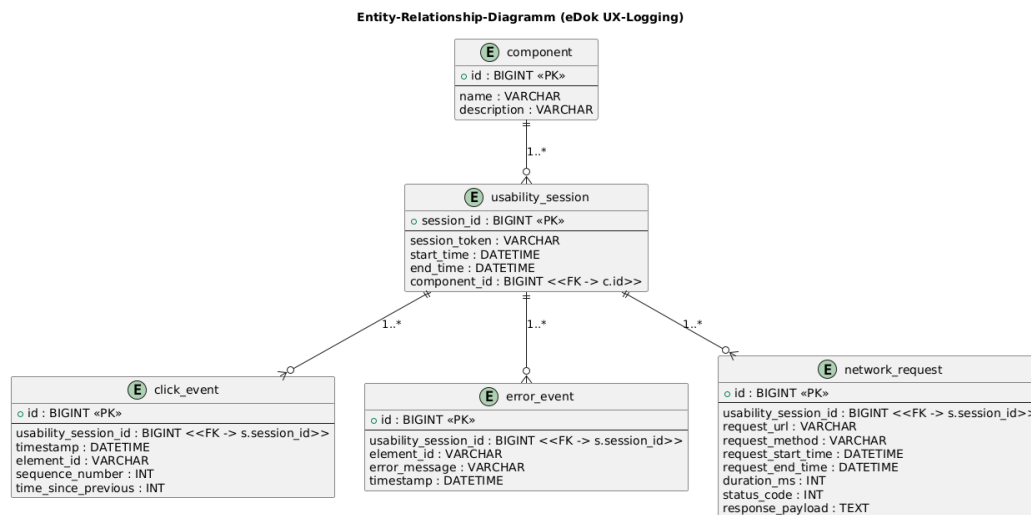 Entity-Relationship-Diagramm (eDok UX-Logging)
E component
id : BIGINT «PK»
name : VARCHAR
description : VARCHAR
1..*
E usability_session
session_id : BIGINT «PK»
session_token : VARCHAR
start_time : DATETIME
end_time : DATETIME
component_id : BIGINT <<FK -> c.id>>
1..*
1..*
1..*
E click_event
id : BIGINT «PK»
usability_session_id : BIGINT <<FK -> s.session_id>>
timestamp : DATETIME
element_id : VARCHAR
sequence_number : INT
time_since_previous : INT
E error_event
id : BIGINT «PK»
usability_session_id : BIGINT <<FK -> s.session_id>>
element_id : VARCHAR
error_message : VARCHAR
timestamp : DATETIME
E network_request
id : BIGINT «PK»
usability_session_id : BIGINT <<FK -> s.session_id>>
request_url : VARCHAR
request_method : VARCHAR
request_start_time : DATETIME
request_end_time : DATETIME
duration_ms : INT
status_code : INT
response_payload : TEXT